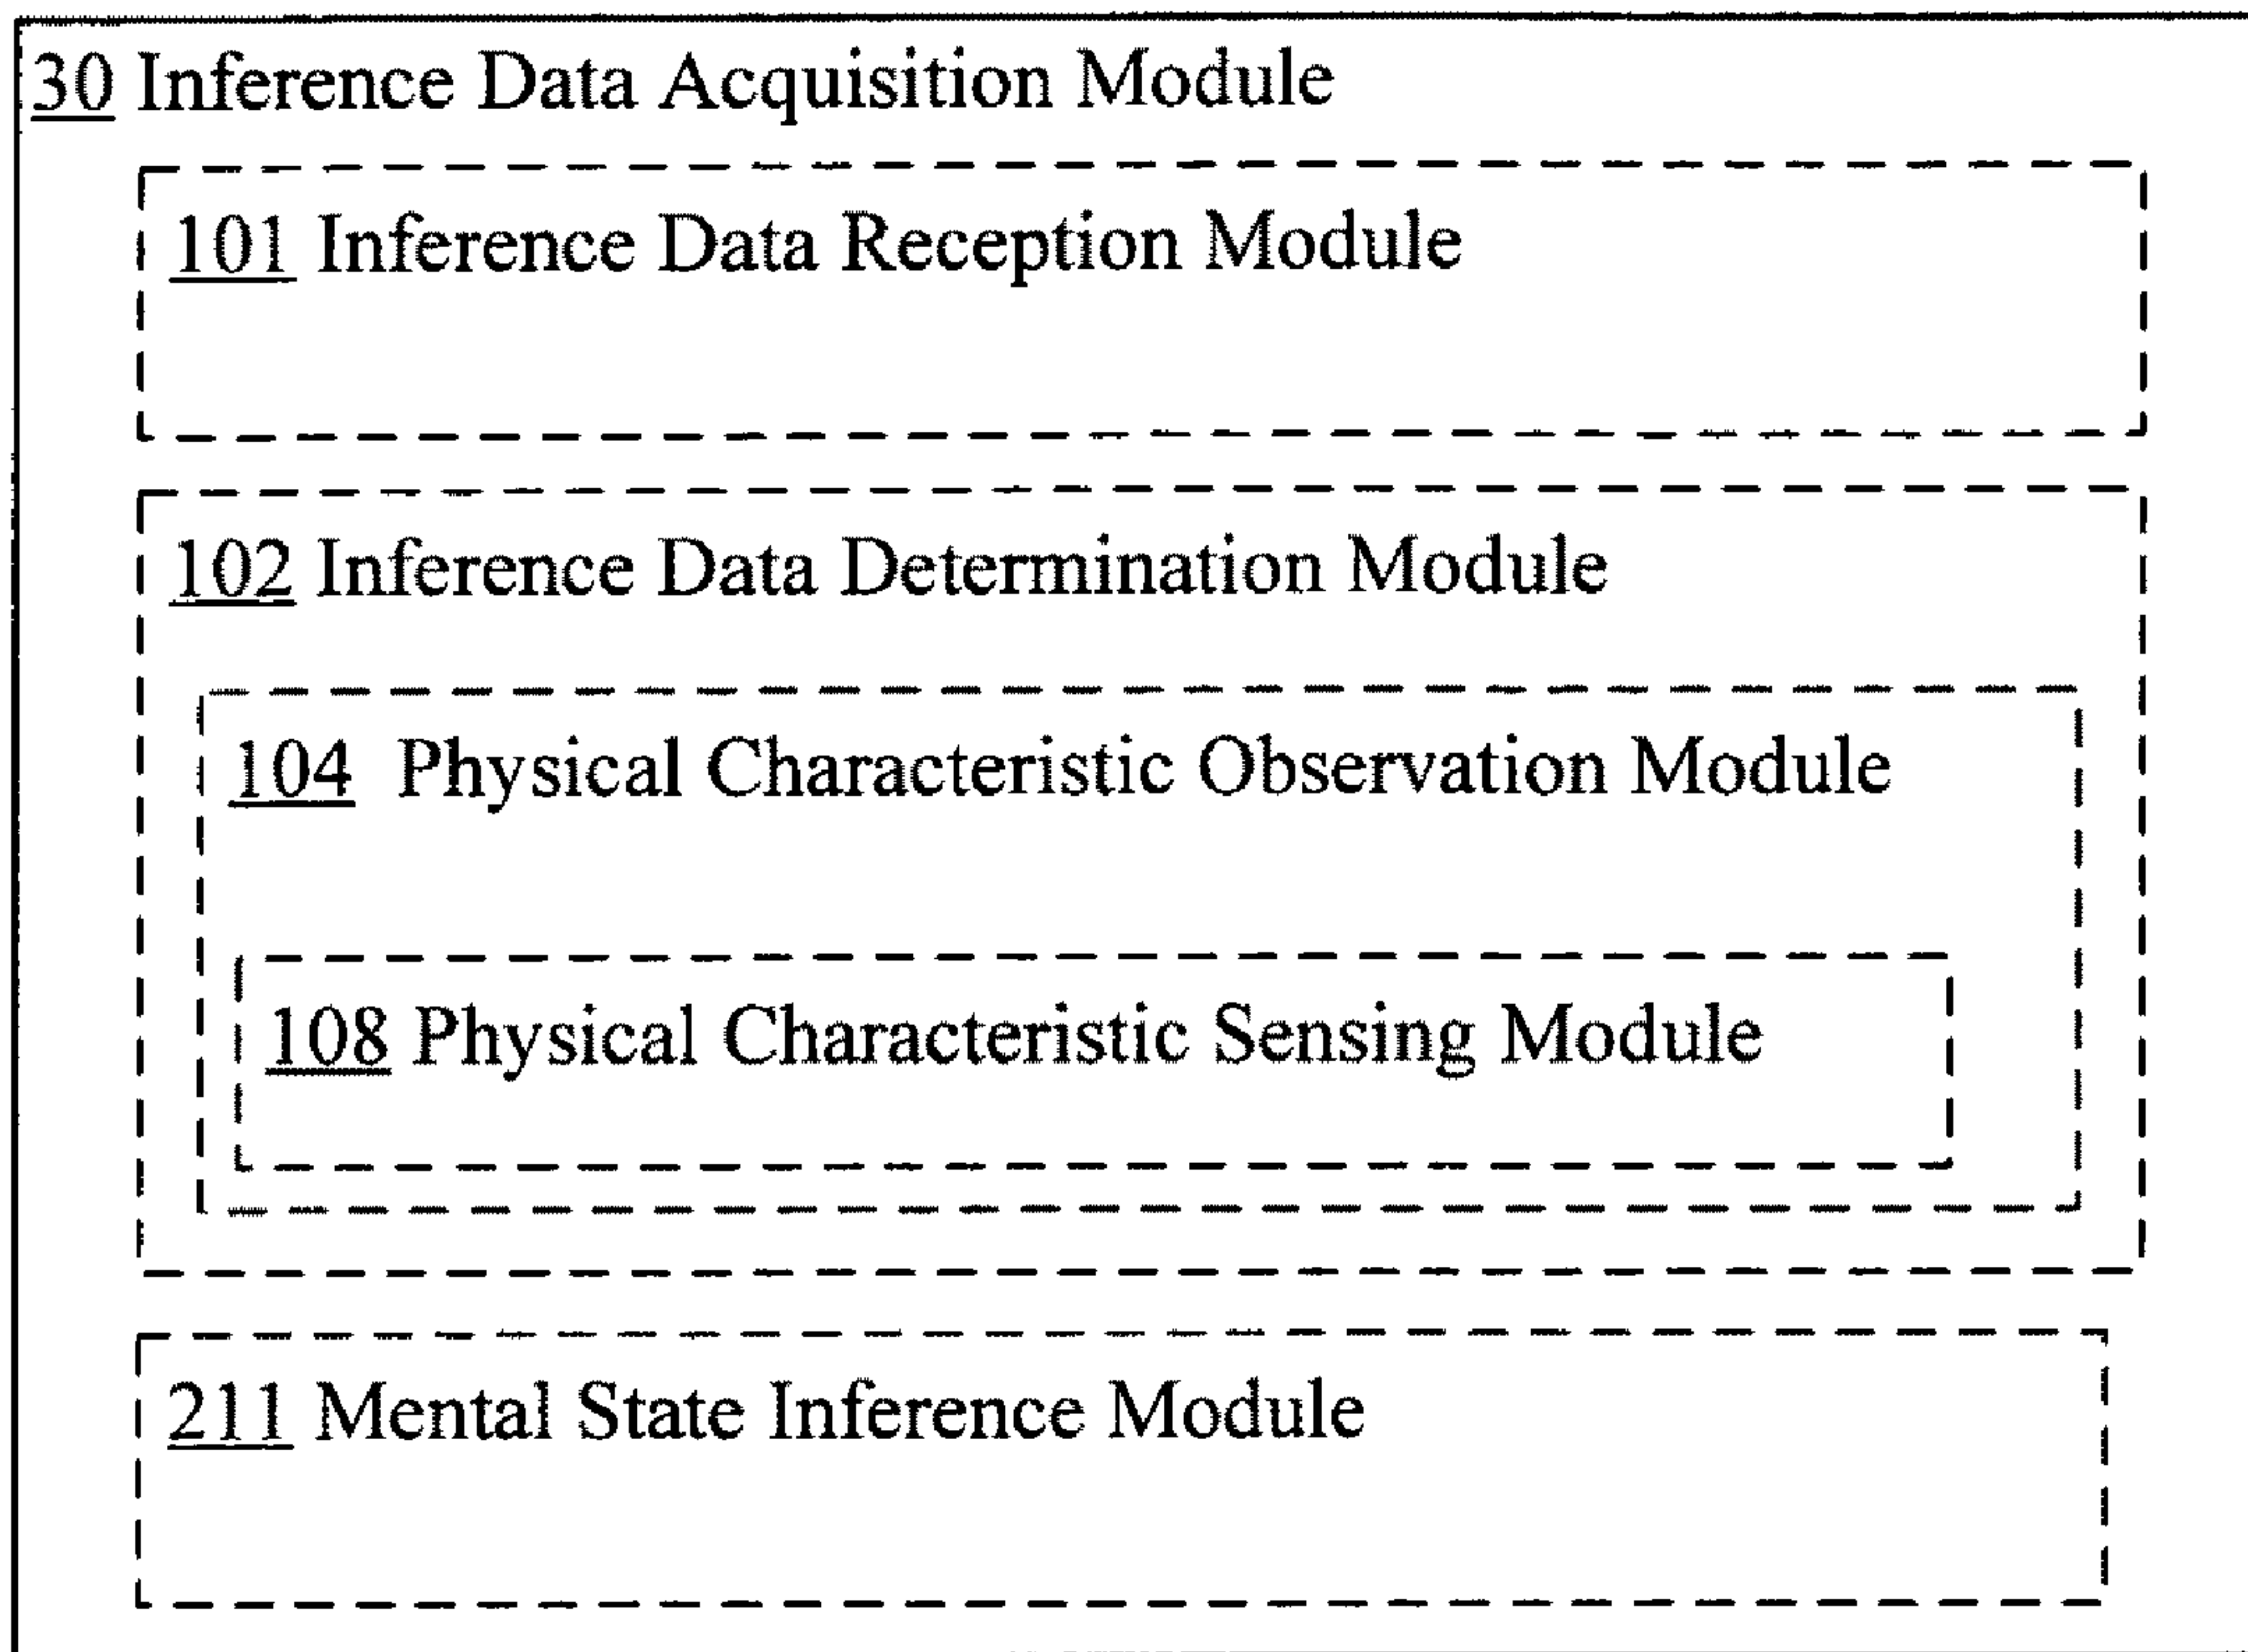 30 Inference Data Acquisition Module
101 Inference Data Reception Module
102 Inference Data Determination Module
104 Physical Characteristic Observation Module
108 Physical Characteristic Sensing Module
211 Mental State Inference Module